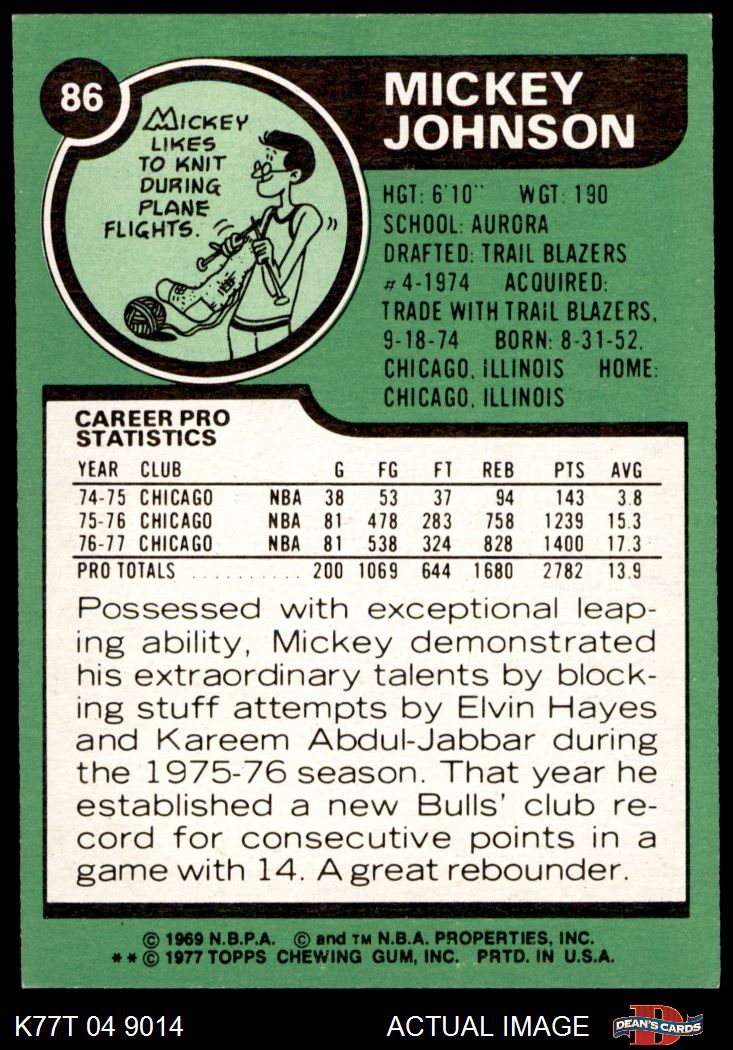 86
MICKEY
LIKES
TO KNIT
DURING
PLANE
FLIGHTS.
MICKEY
JOHNSON
HGT: 6'10" WGT: 190
SCHOOL: AURORA
DRAFTED: TRAIL BLAZERS
#4-1974 ACQUIRED:
TRADE WITH TRAIL BLAZERS,
9-18-74 BORN: 8-31-52.
CHICAGO, ILLINOIS HOME:
CHICAGO, ILLINOIS
CAREER PRO
STATISTICS
YEAR CLUB G FG FT REB PTS AVG
74-75 CHICAGO NBA 38 53 37 94 143 3.8
75-76 CHICAGO NBA 81 478 283 758 1239 15.3
76-77 CHICAGO NBA 81 538 324 828 1400 17.3
PRO TOTALS .......... 200 1069 644 1680 2782 13.9
Possessed with exceptional leap-
ing ability, Mickey demonstrated
his extraordinary talents by block-
ing stuff attempts by Elvin Hayes
and Kareem Abdul-Jabbar during
the 1975-76 season. That year he
established a new Bulls' club re-
cord for consecutive points in a
game with 14. A great rebounder.
© 1969 N.B.P.A. © and TM N.B.A. PROPERTIES, INC.
**© 1977 TOPPS CHEWING GUM, INC. PRTD. IN U.S.A.
K77T 04 9014 ACTUAL IMAGE DEAN'S CARDS